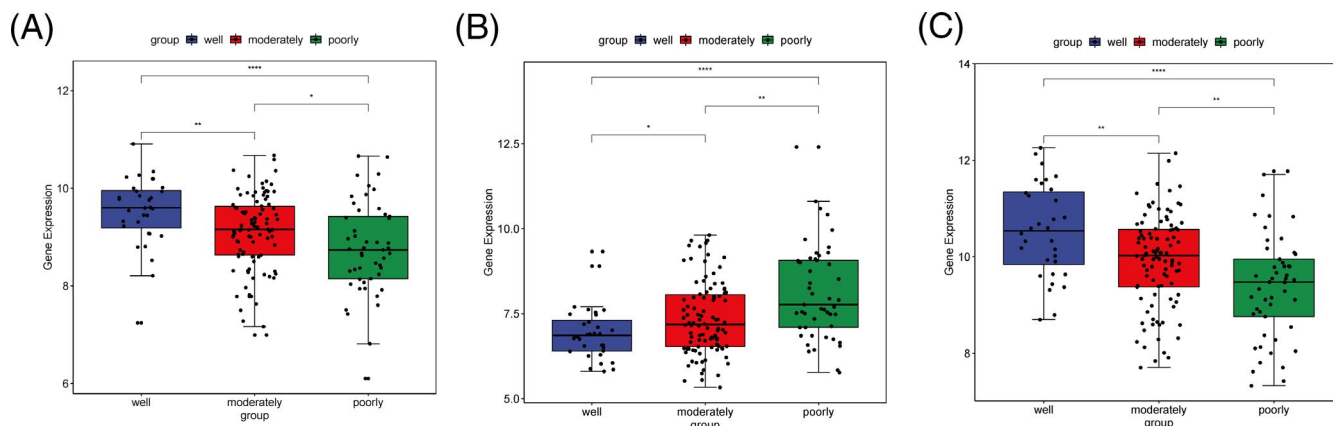 (A)
group well moderately poorly
12
10
8
6
Gene Expression
****
*
**
well moderately poorly
group
(B)
group well moderately poorly
12.5
10.0
7.5
5.0
Gene Expression
****
**
*
well moderately poorly
group
(C)
group well moderately poorly
14
12
10
8
Gene Expression
****
**
**
well moderately poorly
group